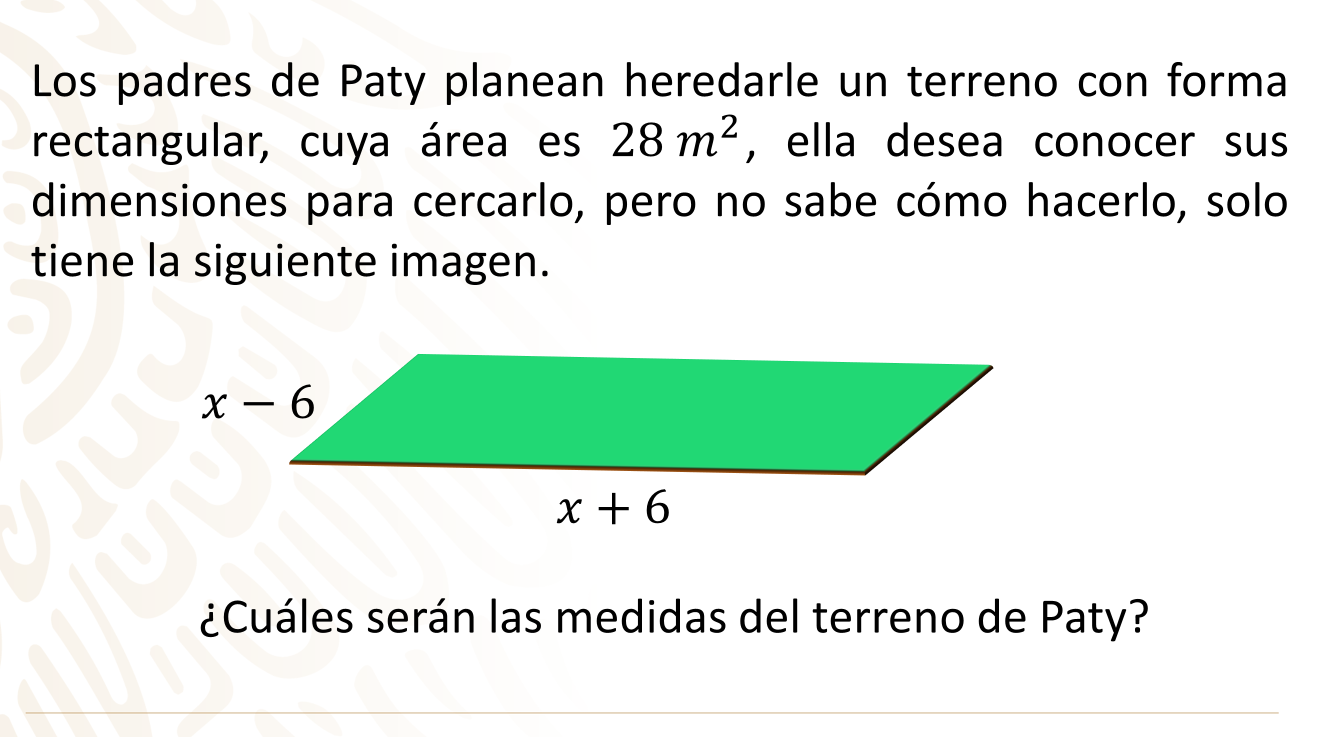 Los padres de Paty planean heredarle un terreno con forma
rectangular, cuya área es 28 m², ella desea conocer sus
dimensiones para cercarlo, pero no sabe cómo hacerlo, solo
tiene la siguiente imagen.
x − 6
x + 6
¿Cuáles serán las medidas del terreno de Paty?